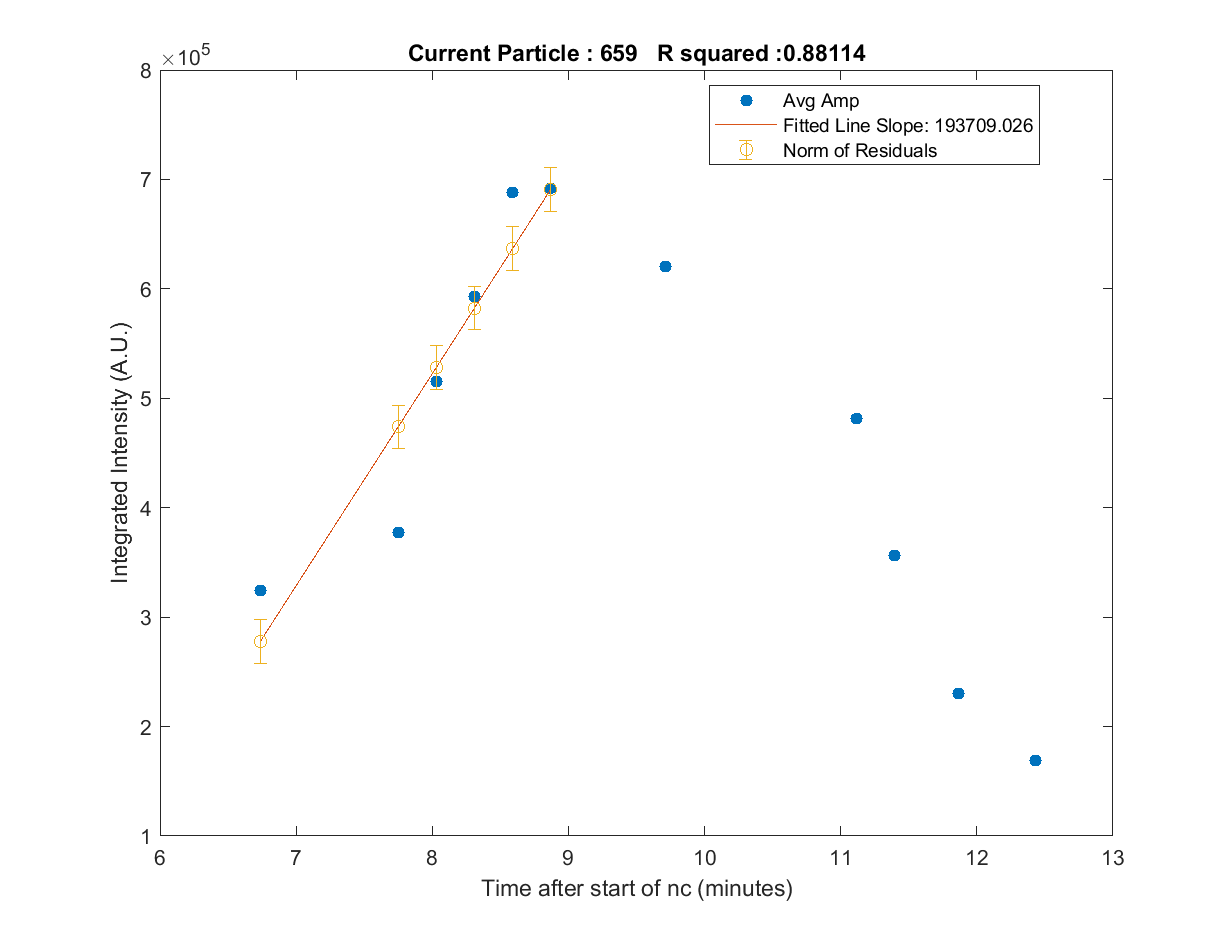 Current Particle : 659   R squared :0.88114
×10^5
8
7
6
5
4
3
2
1
Integrated Intensity (A.U.)
Avg Amp
Fitted Line Slope: 193709.026
Norm of Residuals
6 7 8 9 10 11 12 13
Time after start of nc (minutes)